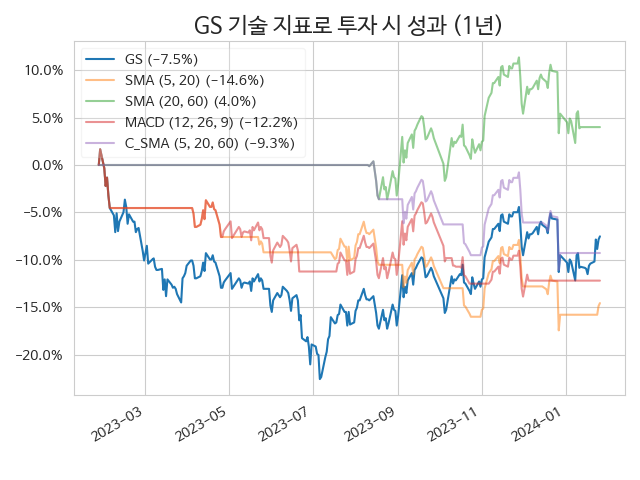 GS 기술 지표로 투자 시 성과 (1년)
GS (−7.5%)
SMA (5, 20) (−14.6%)
SMA (20, 60) (4.0%)
MACD (12, 26, 9) (−12.2%)
C_SMA (5, 20, 60) (−9.3%)
10.0%
5.0%
0.0%
−5.0%
−10.0%
−15.0%
−20.0%
2023−03
2023−05
2023−07
2023−09
2023−11
2024−01